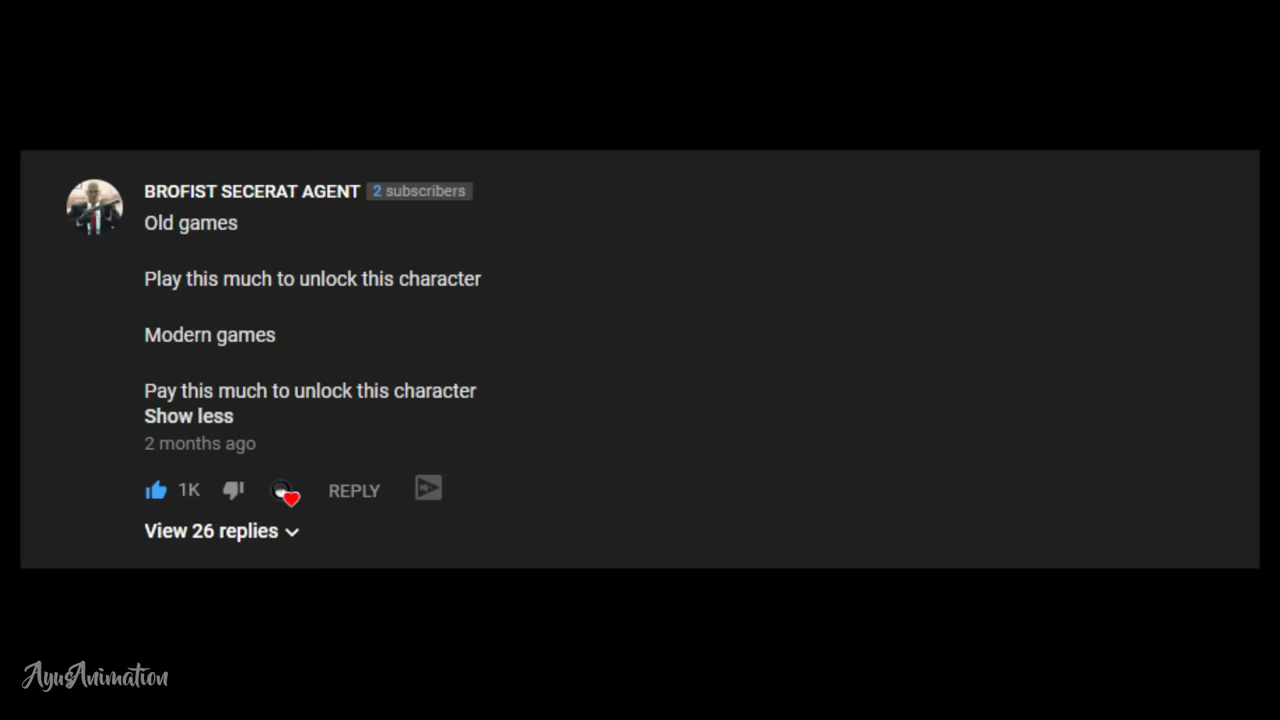 BROFIST SECERAT AGENT 2 subscribers
Old games
Play this much to unlock this character
Modern games
Pay this much to unlock this character
Show less
2 months ago
1K REPLY
View 26 replies
AyusAnimation